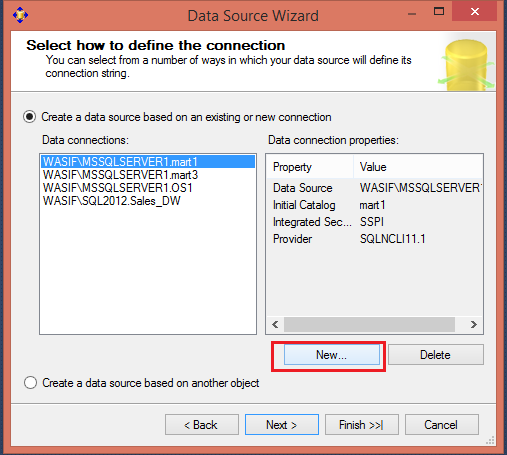 Data Source Wizard
Select how to define the connection
You can select from a number of ways in which your data source will define its
connection string.
Create a data source based on an existing or new connection
Data connections:
WASIF\MSSQLSERVER1.mart1
WASIF\MSSQLSERVER1.mart3
WASIF\MSSQLSERVER1.OS1
WASIF\SQL2012.Sales_DW
Data connection properties:
Property Value
Data Source WASIF\MSSQLSERVER1
Initial Catalog mart1
Integrated Sec... SSPI
Provider SQLNCLI11.1
New... Delete
Create a data source based on another object
< Back Next > Finish >>| Cancel